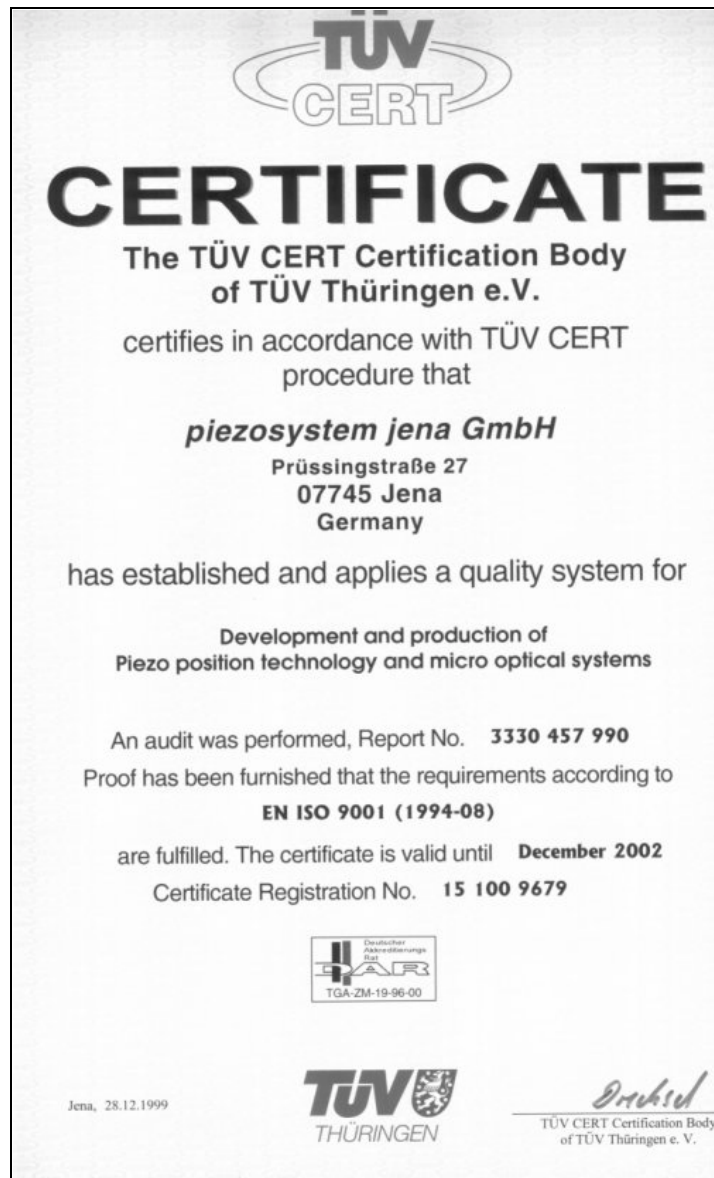 TÜV
CERT
CERTIFICATE
The TÜV CERT Certification Body
of TÜV Thüringen e.V.
certifies in accordance with TÜV CERT
procedure that
piezosystem jena GmbH
Prüssingstraße 27
07745 Jena
Germany
has established and applies a quality system for
Development and production of
Piezo position technology and micro optical systems
An audit was performed, Report No. 3330 457 990
Proof has been furnished that the requirements according to
EN ISO 9001 (1994-08)
are fulfilled. The certificate is valid until December 2002
Certificate Registration No. 15 100 9679
Deutscher
Akkreditierungs
Rat
DAR
TGA-ZM-19-96-00
Jena, 28.12.1999
TÜV
THÜRINGEN
Drechsel
TÜV CERT Certification Body
of TÜV Thüringen e. V.